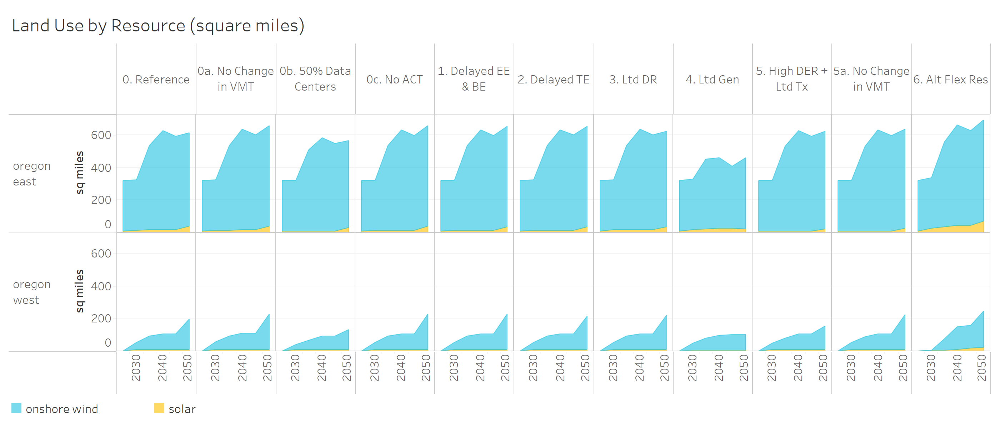 Land Use by Resource (square miles)
0. Reference
0a. No Change
in VMT
0b. 50% Data
Centers
0c. No ACT
1. Delayed EE
& BE
2. Delayed TE
3. Ltd DR
4. Ltd Gen
5. High DER +
Ltd Tx
5a. No Change
in VMT
6. Alt Flex Res
oregon
east
sq miles
600
400
200
0
oregon
west
sq miles
600
400
200
0
2030
2040
2050
2030
2040
2050
2030
2040
2050
2030
2040
2050
2030
2040
2050
2030
2040
2050
2030
2040
2050
2030
2040
2050
2030
2040
2050
2030
2040
2050
2030
2040
2050
onshore wind
solar